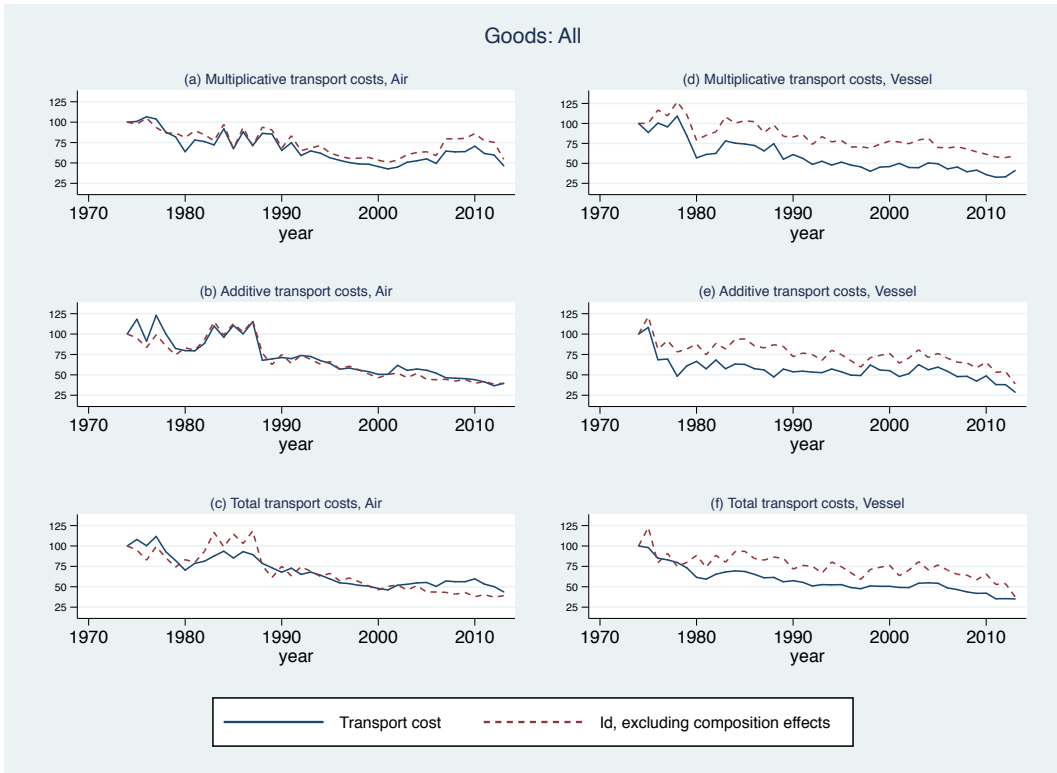 Goods: All
(a) Multiplicative transport costs, Air
125
100
75
50
25
1970 1980 1990 2000 2010
year
(d) Multiplicative transport costs, Vessel
125
100
75
50
25
1970 1980 1990 2000 2010
year
(b) Additive transport costs, Air
125
100
75
50
25
1970 1980 1990 2000 2010
year
(e) Additive transport costs, Vessel
125
100
75
50
25
1970 1980 1990 2000 2010
year
(c) Total transport costs, Air
125
100
75
50
25
1970 1980 1990 2000 2010
year
(f) Total transport costs, Vessel
125
100
75
50
25
1970 1980 1990 2000 2010
year
Transport cost Id, excluding composition effects